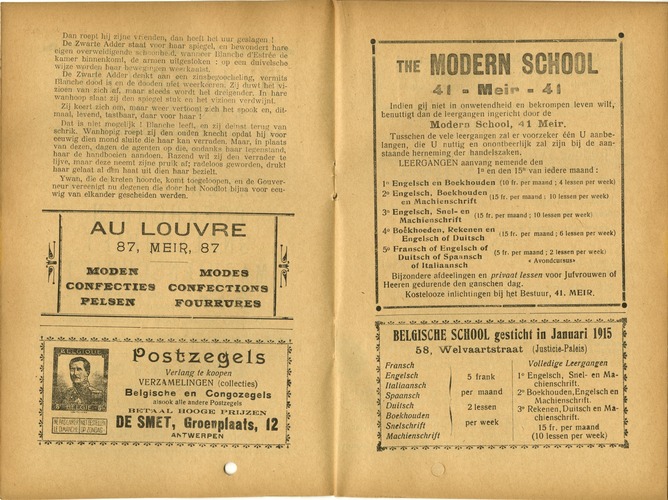 Dan roept hij zijne vrienden, dan heeft het uur geslagen !
De Zwarte Adder staat voor haar spiegel, en bewondert hare
eigen overweldigende schoonheid, wanneer Blanche d'Estrée de
kamer binnenkomt, de armen uitgesloken : op een duivelsche
wijze worden haar bewegingen weerkaatst.
De Zwarte Adder denkt aan een zinsbegoocheling, vermits
Blanche dood is en de dooden niet weerkeeren. Zij duwt het vi-
zioen van zich af, maar steeds wordt het dreigender. In hare
wanhoop slaat zij den spiegel stuk en het vizioen verdwijnt.
Zij keert zich om, maar weer vertoont zich het spook en, dit-
maal, levend, tastbaar, daar voor haar !
Dat is niet mogelijk ! Blanche leeft, en zij deinst terug van
schrik. Wanhopig roept zij den ouden knecht opdat hij voor
eeuwig dien mond sluite die haar kan verraden. Maar, in plaats
van dezen, dagen de agenten op die, ondanks haar tegenstand,
haar de handboeien aandoen. Razend wil zij den verrader te
lijve, maar deze neemt zijne pruik af; radeloos geworden, drukt
haar gelaat al dhn haat uit dien haar bezielt.
Ywan, die de kreten hoorde, komt toegeloopen, en de Gouver-
neur vereenigt nu degenen die door het Noodlot bijna voor eeu-
wig van elkander gescheiden werden.
AU LOUVRE
87, MEIR, 87
MODEN MODES
CONFECTIES CONFECTIONS
PELSEN FOURRURES
BELGIQUE
Postzegels
Verlang te koopen
VERZAMELINGEN (collecties)
Belgische en Congozegels
alsook alle andere Postzegels
BETAAL HOOGE PRIJZEN
DE SMET, Groenplaats, 12
ANTWERPEN
THE MODERN SCHOOL
41 - Meir - 41
Indien gij niet in onwetendheid en bekrompen leven wilt,
benuttigt dan de leergangen ingericht door de
Modern School, 41 Meir.
Tusschen de vele leergangen zal er voorzeker één U aanbe-
langen, die U nuttig en onontbeerlijk zal zijn bij de aan-
staande herneming der handelszaken.
LEERGANGEN aanvang nemende den
1n en den 15n van iedere maand :
1° Engelsch en Boekhouden (10 fr. per maand ; 4 lessen per week)
2° Engelsch, Boekhouden
en Machienschrift (15 fr. per maand ; 10 lessen per week)
3° Engelsch, Snel- en
Machienschrift (15 fr. per maand ; 10 lessen per week)
4° Boekhouden, Rekenen en
Engelsch of Duitsch (15 fr. per maand ; 6 lessen per week)
5° Fransch of Engelsch of
Duitsch of Spaansch
of Italiaansch (5 fr. per maand ; 2 lessen per week)
« Avondcursus»
Bijzondere afdeelingen en privaat lessen voor Jufvrouwen of
Heeren gedurende den ganschen dag.
Kostelooze inlichtingen bij het Bestuur, 41. MEIR.
BELGISCHE SCHOOL gesticht in Januari 1915
58, Welvaartstraat (Justicie-Palein)
Fransch
Engelsch
Italiaansch
Spaansch
Duitsch
Boekhouden
Snelschrift
Machienschrift
5 frank
per maand
2 lessen
per week
Volledige Leergangen
1° Engelsch, Snel- en Ma-
chienschrift.
2° Boekhouden, Engelsch en
Machienschrift.
3° Rekenen, Duitsch en Ma-
chienschrift.
15 fr. per maand
(10 lessen per week)